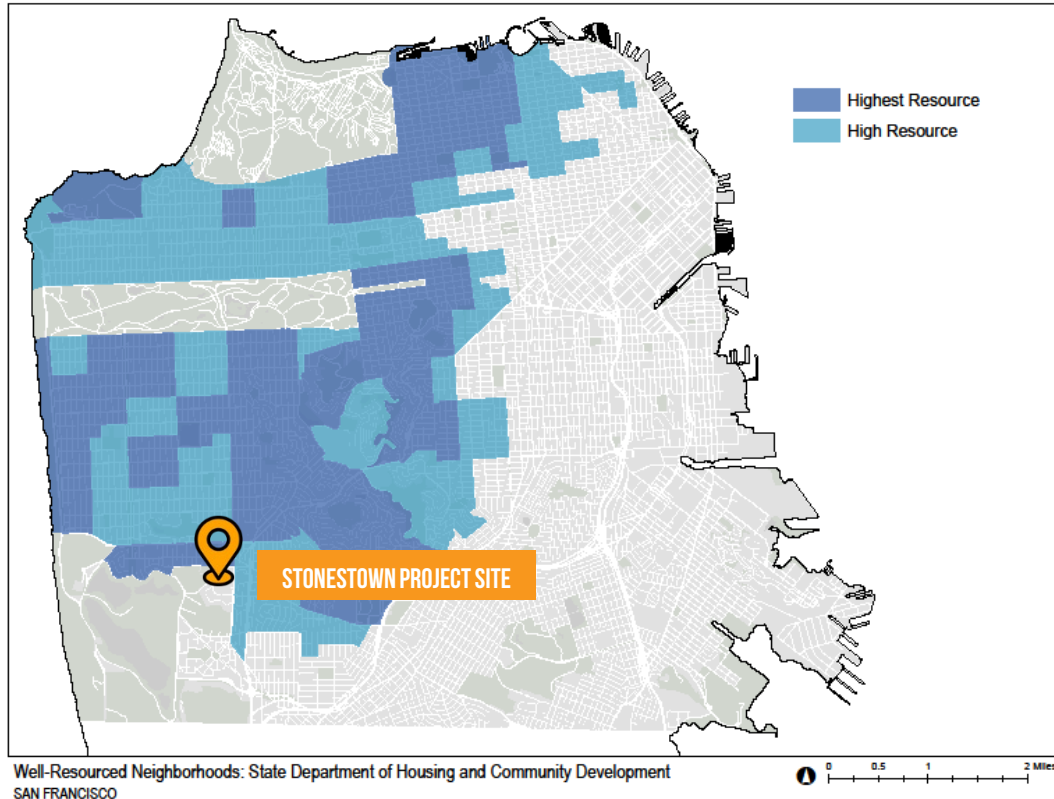 Highest Resource
High Resource
STONESTOWN PROJECT SITE
Well-Resourced Neighborhoods: State Department of Housing and Community Development
SAN FRANCISCO
0 0.5 1 2 Miles